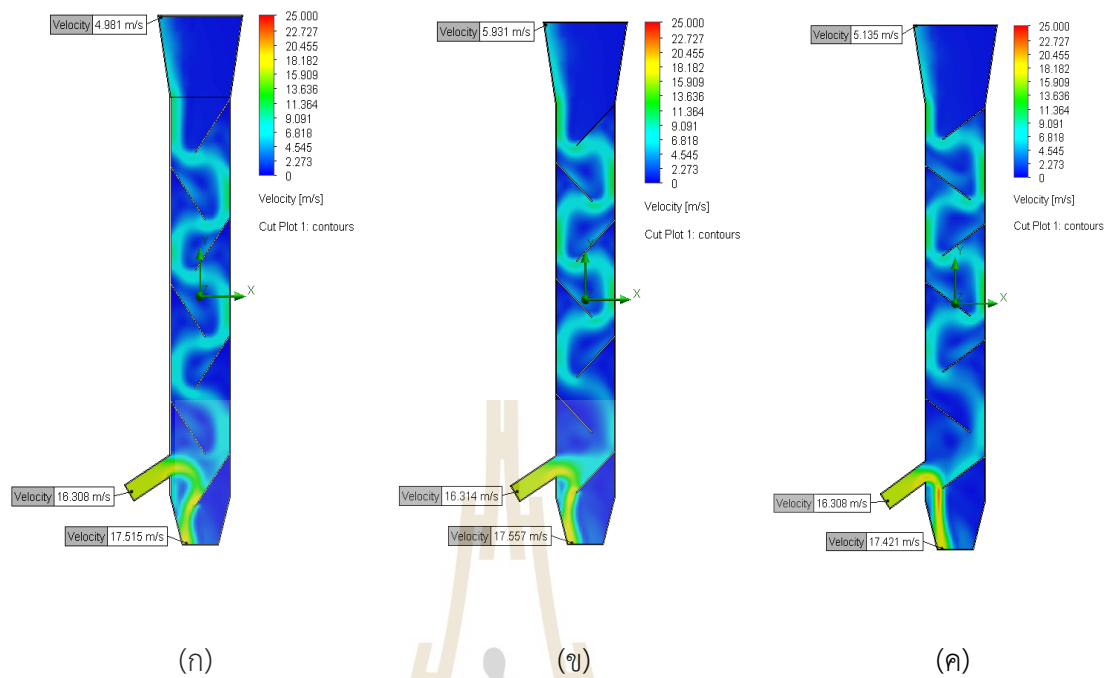 Velocity 4.981 m/s
25.000
22.727
20.455
18.182
15.909
13.636
11.364
9.091
6.818
4.545
2.273
0
Velocity [m/s]
Cut Plot 1: contours
Y
Z
X
Velocity 16.308 m/s
Velocity 17.515 m/s
(ก)
Velocity 5.931 m/s
25.000
22.727
20.455
18.182
15.909
13.636
11.364
9.091
6.818
4.545
2.273
0
Velocity [m/s]
Cut Plot 1: contours
Y
Z
X
Velocity 16.314 m/s
Velocity 17.557 m/s
(ข)
Velocity 5.135 m/s
25.000
22.727
20.455
18.182
15.909
13.636
11.364
9.091
6.818
4.545
2.273
0
Velocity [m/s]
Cut Plot 1: contours
Y
Z
X
Velocity 16.308 m/s
Velocity 17.421 m/s
(ค)